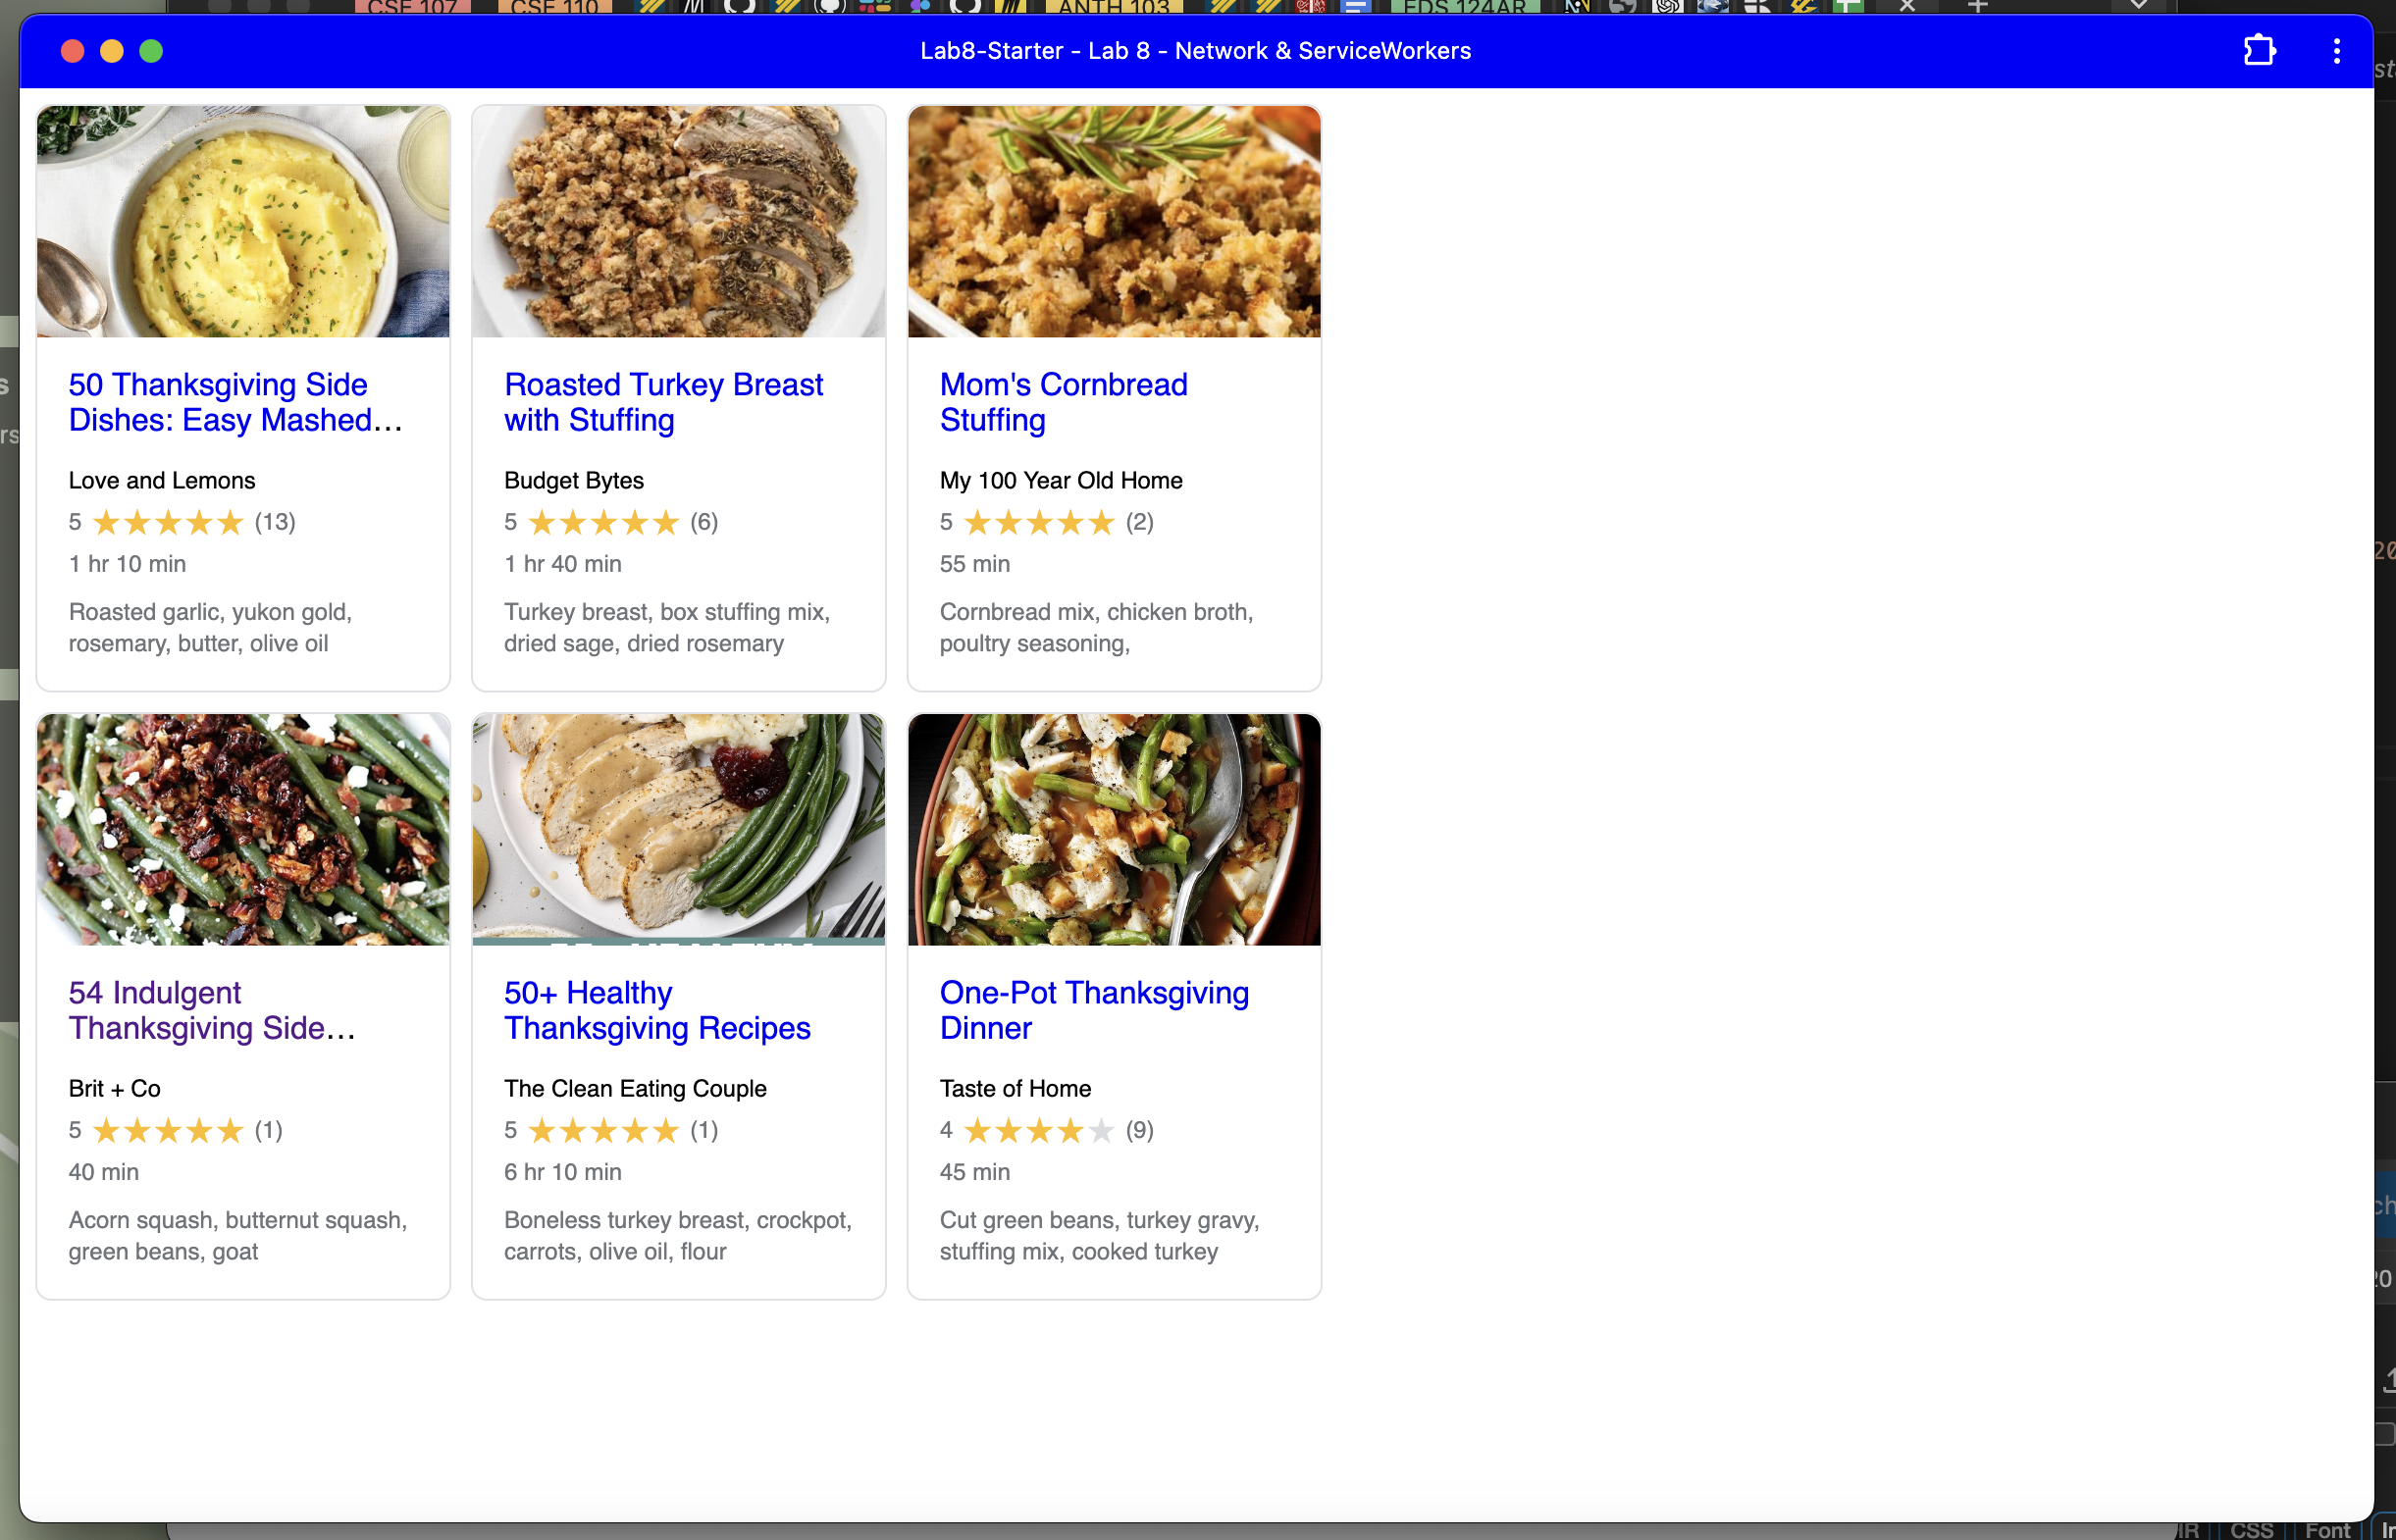 CSE 107
CSE 110
ANTH 103
EDS 124AR
Lab8-Starter - Lab 8 - Network & ServiceWorkers
50 Thanksgiving Side
Dishes: Easy Mashed...
Love and Lemons
5 ★★★★★ (13)
1 hr 10 min
Roasted garlic, yukon gold,
rosemary, butter, olive oil
Roasted Turkey Breast
with Stuffing
Budget Bytes
5 ★★★★★ (6)
1 hr 40 min
Turkey breast, box stuffing mix,
dried sage, dried rosemary
Mom's Cornbread
Stuffing
My 100 Year Old Home
5 ★★★★★ (2)
55 min
Cornbread mix, chicken broth,
poultry seasoning,
54 Indulgent
Thanksgiving Side...
Brit + Co
5 ★★★★★ (1)
40 min
Acorn squash, butternut squash,
green beans, goat
50+ Healthy
Thanksgiving Recipes
The Clean Eating Couple
5 ★★★★★ (1)
6 hr 10 min
Boneless turkey breast, crockpot,
carrots, olive oil, flour
One-Pot Thanksgiving
Dinner
Taste of Home
4 ★★★★★ (9)
45 min
Cut green beans, turkey gravy,
stuffing mix, cooked turkey
CSS
Font